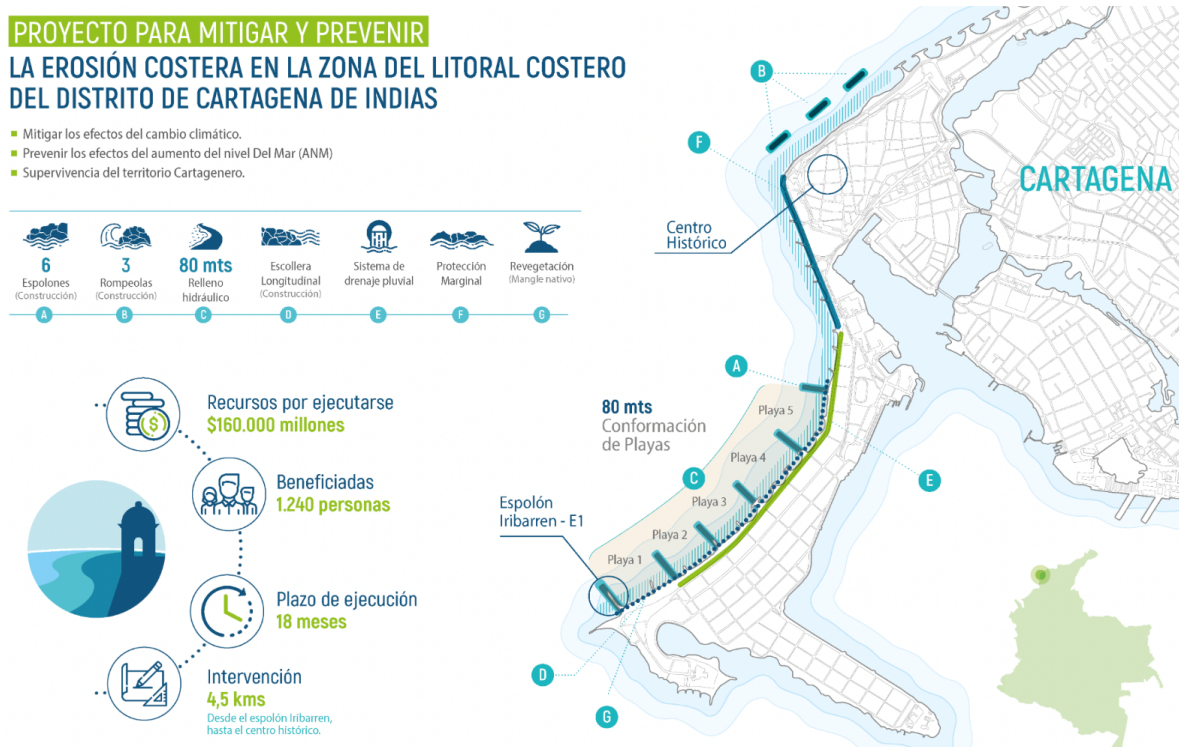 PROYECTO PARA MITIGAR Y PREVENIR
LA EROSIÓN COSTERA EN LA ZONA DEL LITORAL COSTERO
DEL DISTRITO DE CARTAGENA DE INDIAS
Mitigar los efectos del cambio climático.
Prevenir los efectos del aumento del nivel Del Mar (ANM)
Supervivencia del territorio Cartagenero.
6
Espolones
(Construcción)
A
3
Rompeolas
(Construcción)
B
80 mts
Relleno
hidráulico
C
Escollera
Longitudinal
(Construcción)
D
Sistema de
drenaje pluvial
E
Protección
Marginal
F
Revegetación
(Mangle nativo)
G
$
Recursos por ejecutarse
$160.000 millones
Beneficiadas
1.240 personas
Plazo de ejecución
18 meses
Intervención
4,5 kms
Desde el espolón Iribarren,
hasta el centro histórico.
B
F
CARTAGENA
Centro
Histórico
A
80 mts
Conformación
de Playas
Playa 5
Playa 4
C
E
Playa 3
Espolón
Iribarren - E1
Playa 2
Playa 1
D
G